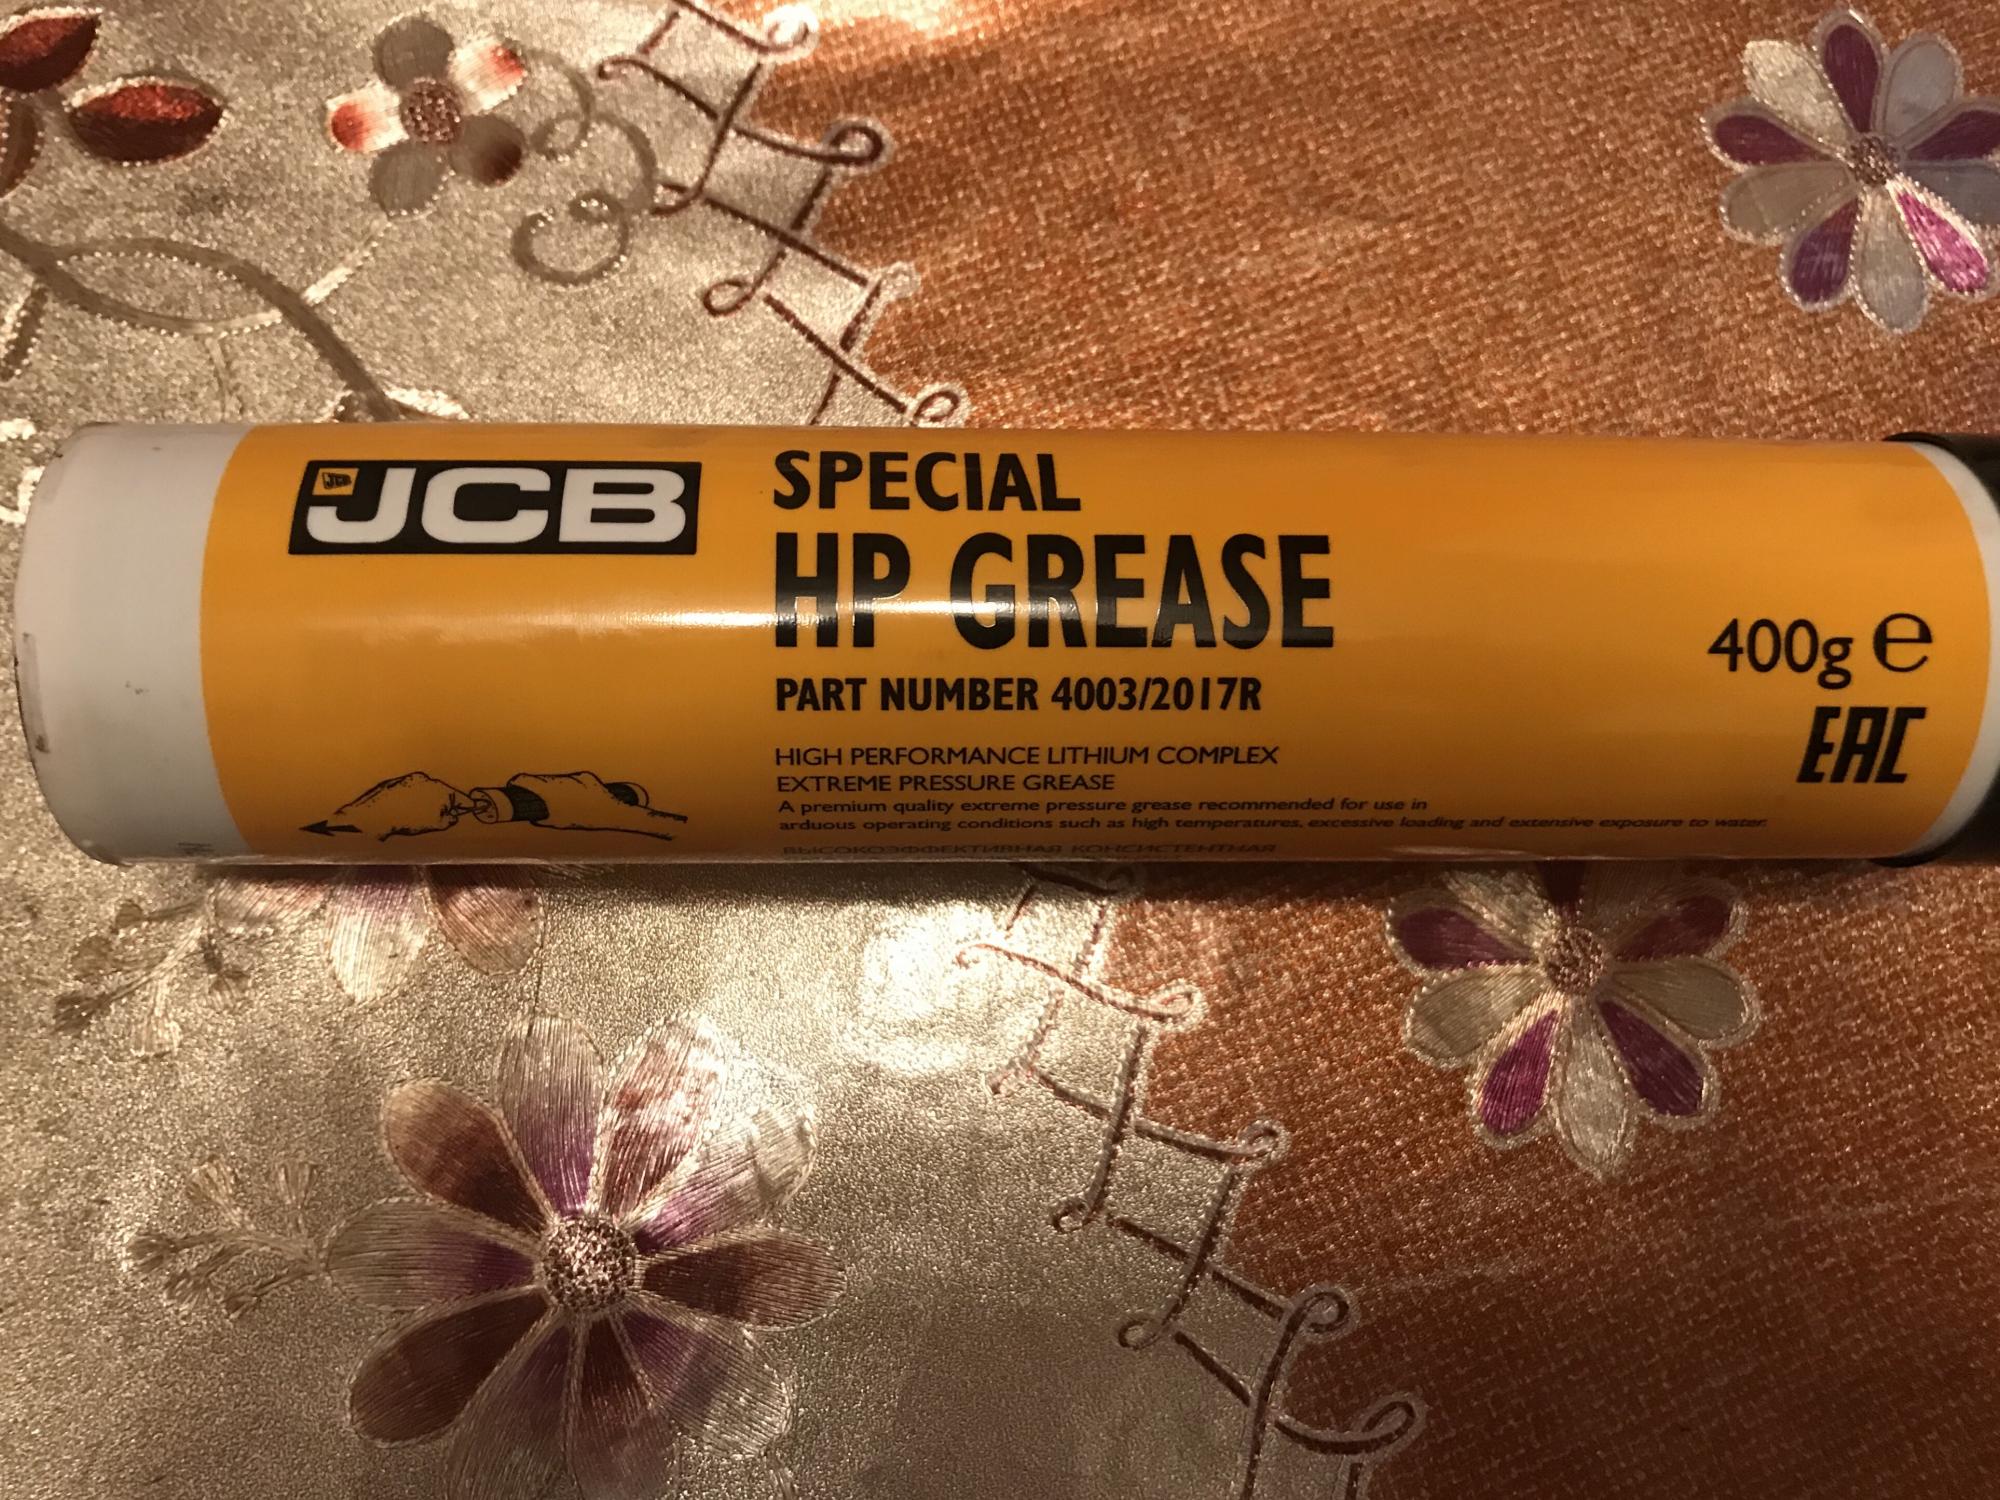 JCB
JCB
SPECIAL
HP GREASE
PART NUMBER 4003/2017R
HIGH PERFORMANCE LITHIUM COMPLEX
EXTREME PRESSURE GREASE
A premium quality extreme pressure grease recommended for use in
arduous operating conditions such as high temperatures, excessive loading and extensive exposure to water.
ВЫСОКОЭФФЕКТИВНАЯ КОНСИСТЕНТНАЯ
400g e
EAC